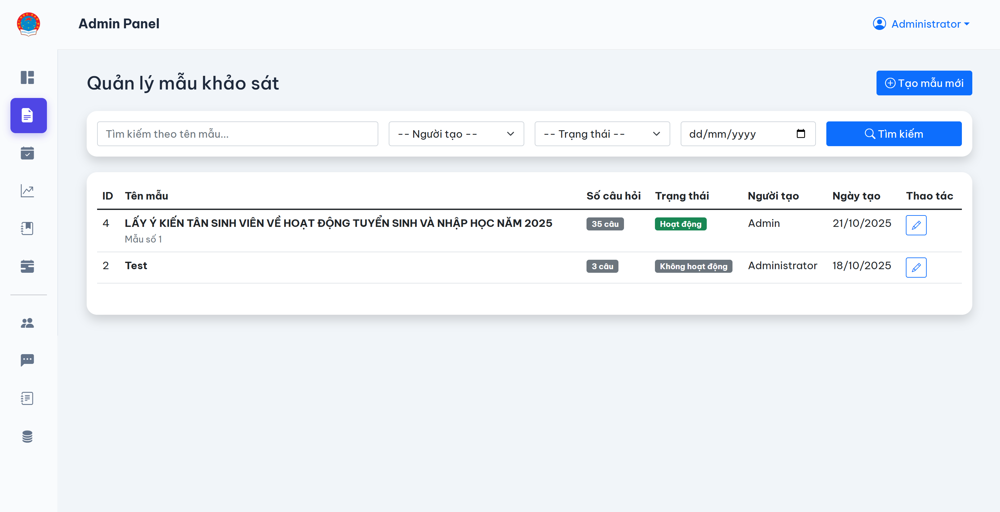 ĐẠI HỌC SAO ĐỎ
Admin Panel
Administrator
Quản lý mẫu khảo sát
Tạo mẫu mới
Tìm kiếm theo tên mẫu...
-- Người tạo --
-- Trạng thái --
dd/mm/yyyy
Tìm kiếm
ID Tên mẫu Số câu hỏi Trạng thái Người tạo Ngày tạo Thao tác
4 LẤY Ý KIẾN TÂN SINH VIÊN VỀ HOẠT ĐỘNG TUYỂN SINH VÀ NHẬP HỌC NĂM 2025 35 câu Hoạt động Admin 21/10/2025
Mẫu số 1
2 Test 3 câu Không hoạt động Administrator 18/10/2025